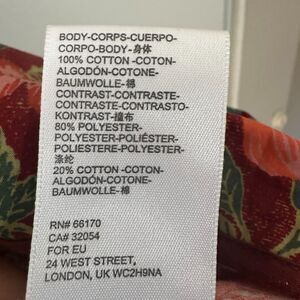 BODY-CORPS-CUERPO-
CORPO-BODY-身体
100% COTTON -COTON-
ALGODÓN-COTONE-
BAUMWOLLE-棉
CONTRAST-CONTRASTE-
CONTRASTE-CONTRASTO-
KONTRAST-撞布
80% POLYESTER-
POLYESTER-POLIÉSTER-
POLIESTERE-POLYESTER-
涤纶
20% COTTON -COTON-
ALGODÓN-COTONE-
BAUMWOLLE-棉
RN# 66170
CA# 32054
FOR EU
24 WEST STREET,
LONDON, UK WC2H9NA